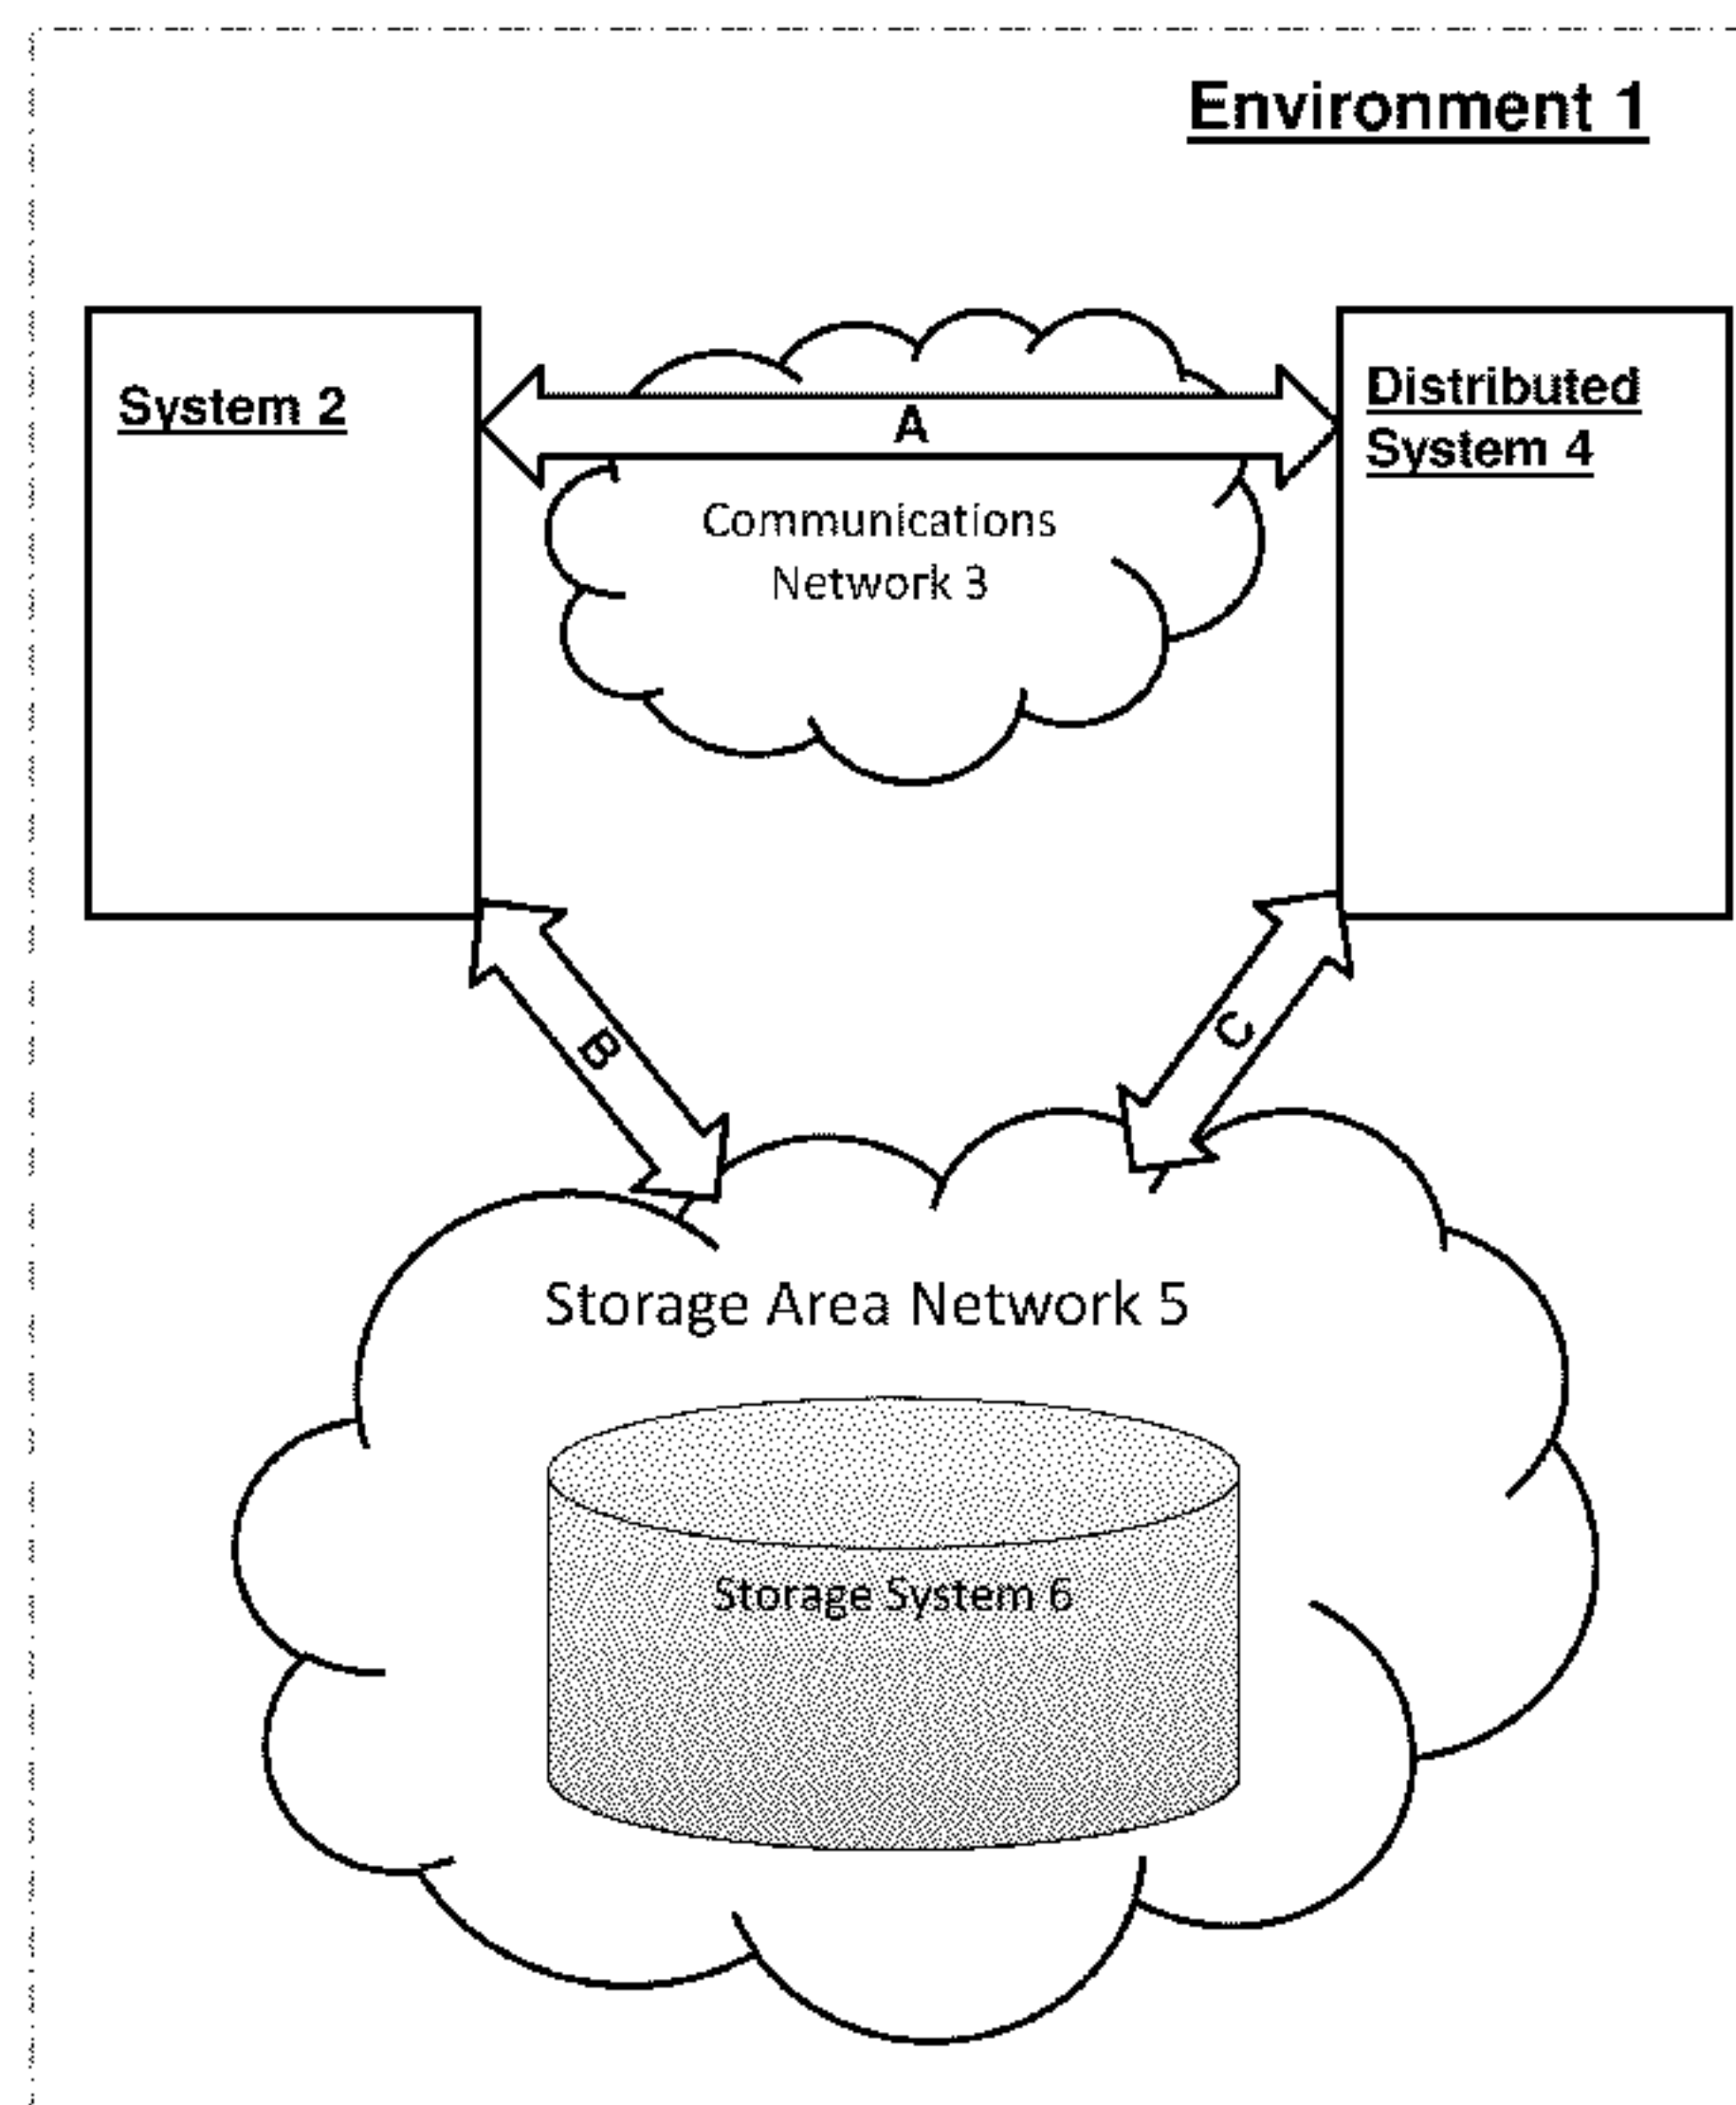 Environment 1
System 2
A
Distributed
System 4
Communications
Network 3
B
C
Storage Area Network 5
Storage System 6